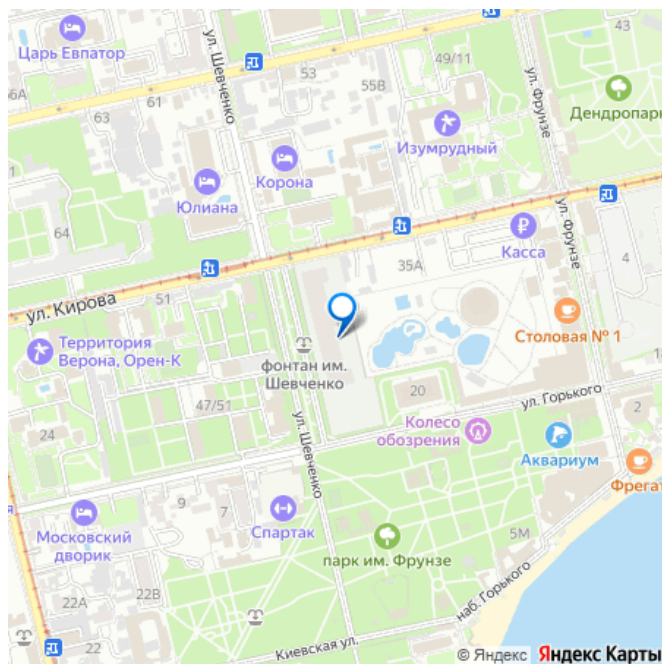 Царь Евпатор
ул. Шевченко
53
49/11
43
ул. Фрунзе
56А
61
55В
63
Дендропарк
Изумрудный
Корона
Юлиана
64
ул. Фрунзе
Касса
4
35А
ул. Кирова
51
Столовая № 1
Территория
Верона, Орен-К
фонтан им.
Шевченко
20
ул. Горького
47/51
24
Колесо
обозрения
2
ул. Шевченко
Аквариум
Фрегат
9
7
Спартак
Московский
дворик
5М
парк им. Фрунзе
22А
22В
наб. Горького
Киевская ул.
© Яндекс
Яндекс Карты